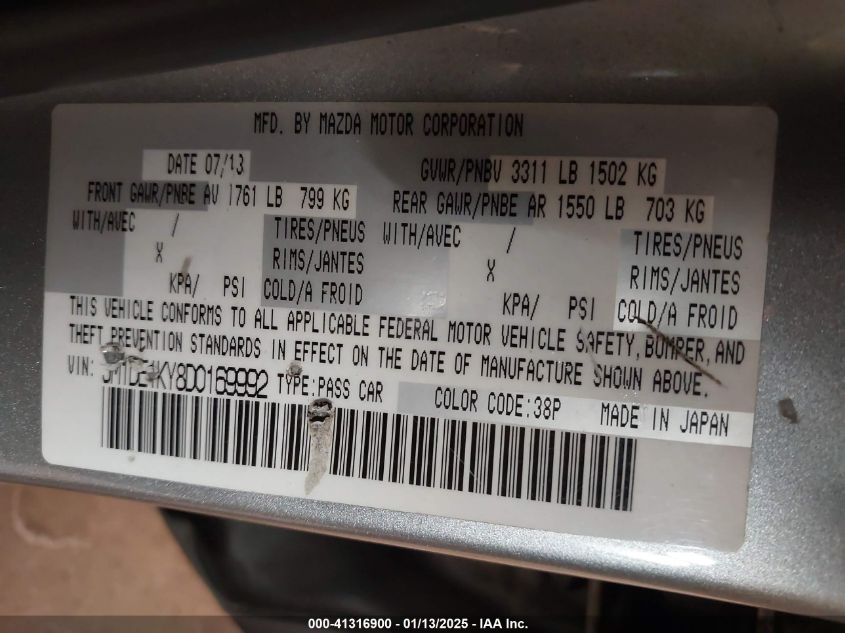 MFD. BY MAZDA MOTOR CORPORATION
DATE 07/13 GVWR/PNBV 3311 LB 1502 KG
FRONT GAWR/PNBE AV 1761 LB 799 KG REAR GAWR/PNBE AR 1550 LB 703 KG
WITH/AVEC / TIRES/PNEUS WITH/AVEC / TIRES/PNEUS
X RIMS/JANTES X RIMS/JANTES
KPA/ PSI COLD/A FROID KPA/ PSI COLD/A FROID
THIS VEHICLE CONFORMS TO ALL APPLICABLE FEDERAL MOTOR VEHICLE SAFETY, BUMPER, AND
THEFT PREVENTION STANDARDS IN EFFECT ON THE DATE OF MANUFACTURE SHOWN ABOVE.
VIN: JM1DE1KY8D0169992 TYPE:PASS CAR COLOR CODE:38P MADE IN JAPAN
000-41316900 / 01/13/2025 - IAA Inc.